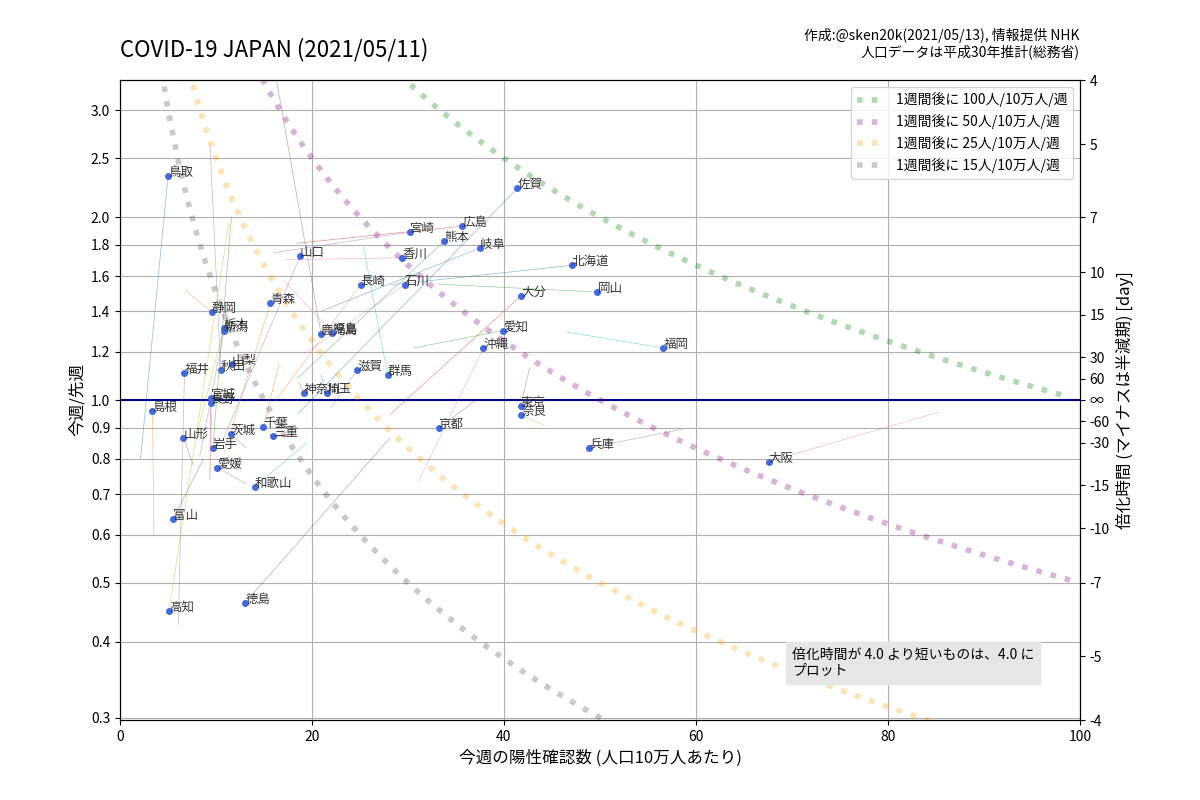 COVID-19 JAPAN (2021/05/11)
作成:@sken20k(2021/05/13), 情報提供 NHK
人口データは平成30年推計(総務省)
1週間後に 100人/10万人/週
1週間後に 50人/10万人/週
1週間後に 25人/10万人/週
1週間後に 15人/10万人/週
今週/先週
3.0
2.5
2.0
1.8
1.6
1.4
1.2
1.0
0.9
0.8
0.7
0.6
0.5
0.4
0.3
鳥取
佐賀
広島
宮崎
熊本
岐阜
山口
香川
北海道
長崎
石川
岡山
青森
大分
静岡
栃木
鹿児島
愛知
沖縄
福岡
山梨
秋田
福井
滋賀
群馬
神奈川
埼玉
宮城
長野
島根
東京
奈良
千葉
三重
茨城
山形
岩手
京都
兵庫
愛媛
大阪
和歌山
富山
徳島
高知
倍化時間が 4.0 より短いものは、4.0 に
プロット
4
5
7
10
15
30
60
∞
-60
-30
-15
-10
-7
-5
-4
倍化時間 (マイナスは半減期) [day]
0
20
40
60
80
100
今週の陽性確認数 (人口10万人あたり)